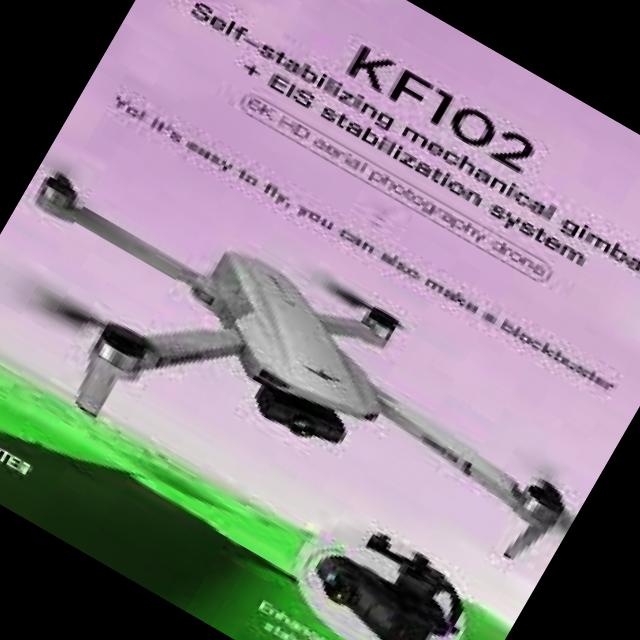 KF102
Self-stabilizing mechanical gimbal
+ EIS stabilization system
6K HD aerial photography drone
Yo! It's easy to fly, you can also make a blockbuster